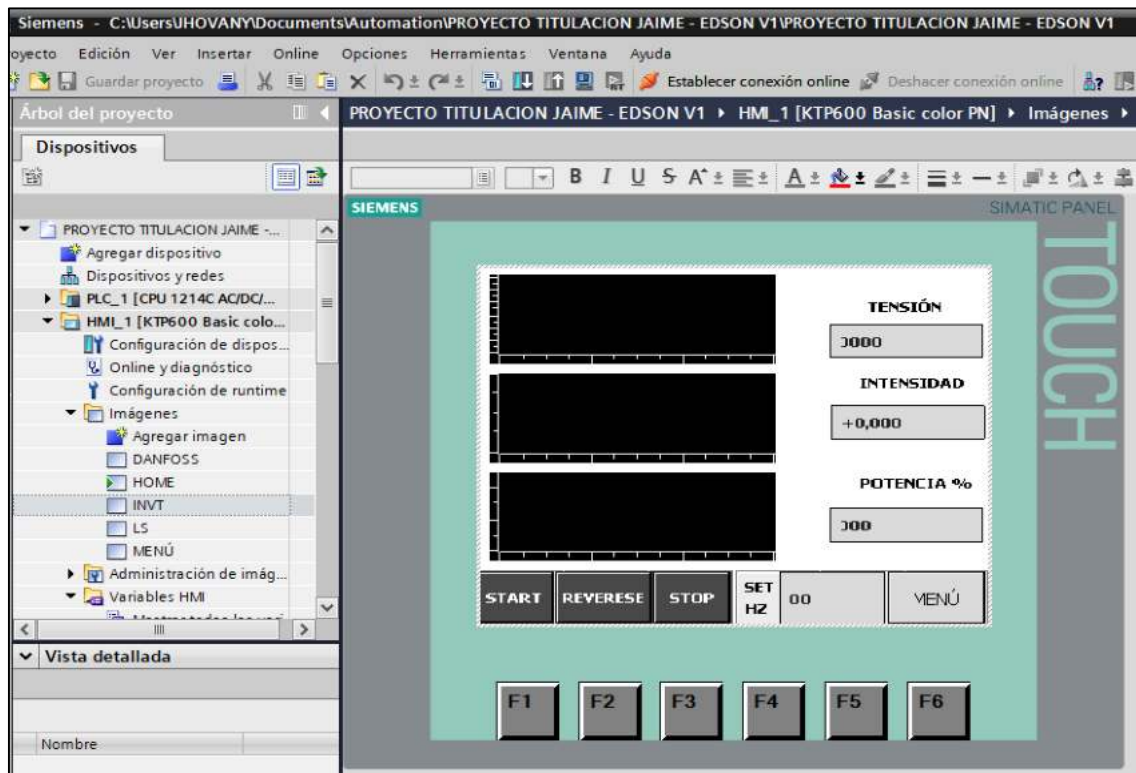 Siemens - C:\Users\JHOVANY\Documents\Automation\PROYECTO TITULACION JAIME - EDSON V1\PROYECTO TITULACION JAIME - EDSON V1
oyecto Edición Ver Insertar Online Opciones Herramientas Ventana Ayuda
Guardar proyecto Establecer conexión online Deshacer conexión online
Árbol del proyecto
PROYECTO TITULACION JAIME - EDSON V1 HMI_1 [KTP600 Basic color PN] Imágenes
Dispositivos
B I U S A A
SIEMENS
SIMATIC PANEL
TOUCH
PROYECTO TITULACION JAIME -...
Agregar dispositivo
Dispositivos y redes
PLC_1 [CPU 1214C AC/DC/...
HMI_1 [KTP600 Basic colo...
Configuración de dispos...
Online y diagnóstico
Configuración de runtime
Imágenes
Agregar imagen
DANFOSS
HOME
INVT
LS
MENÚ
Administración de imág...
Variables HMI
Vista detallada
Nombre
TENSIÓN
0000
INTENSIDAD
+0,000
POTENCIA %
000
START REVERESE STOP SET HZ 00 MENÚ
F1 F2 F3 F4 F5 F6